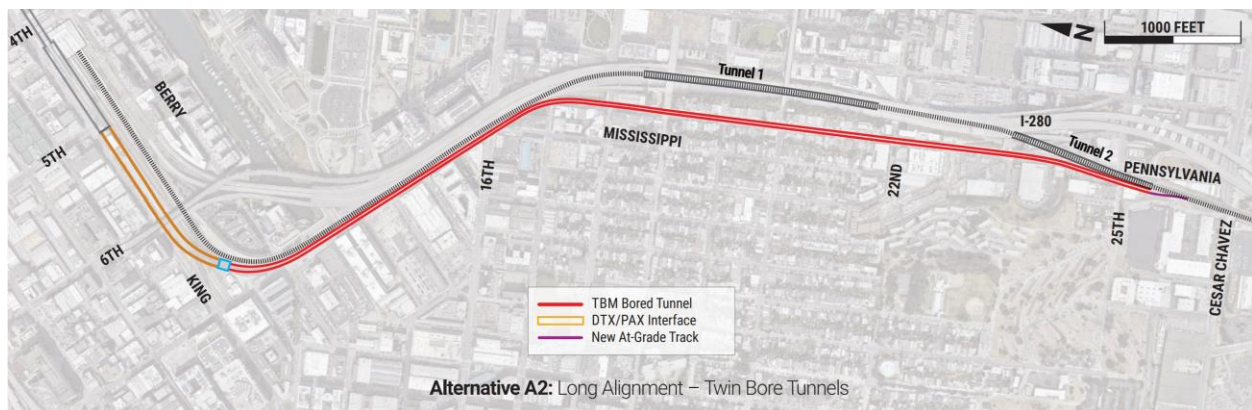 4TH
BERRY
5TH
6TH
KING
16TH
MISSISSIPPI
Tunnel 1
22ND
I-280
Tunnel 2
PENNSYLVANIA
25TH
CESAR CHAVEZ
N
1000 FEET
TBM Bored Tunnel
DTX/PAX Interface
New At-Grade Track
Alternative A2: Long Alignment – Twin Bore Tunnels